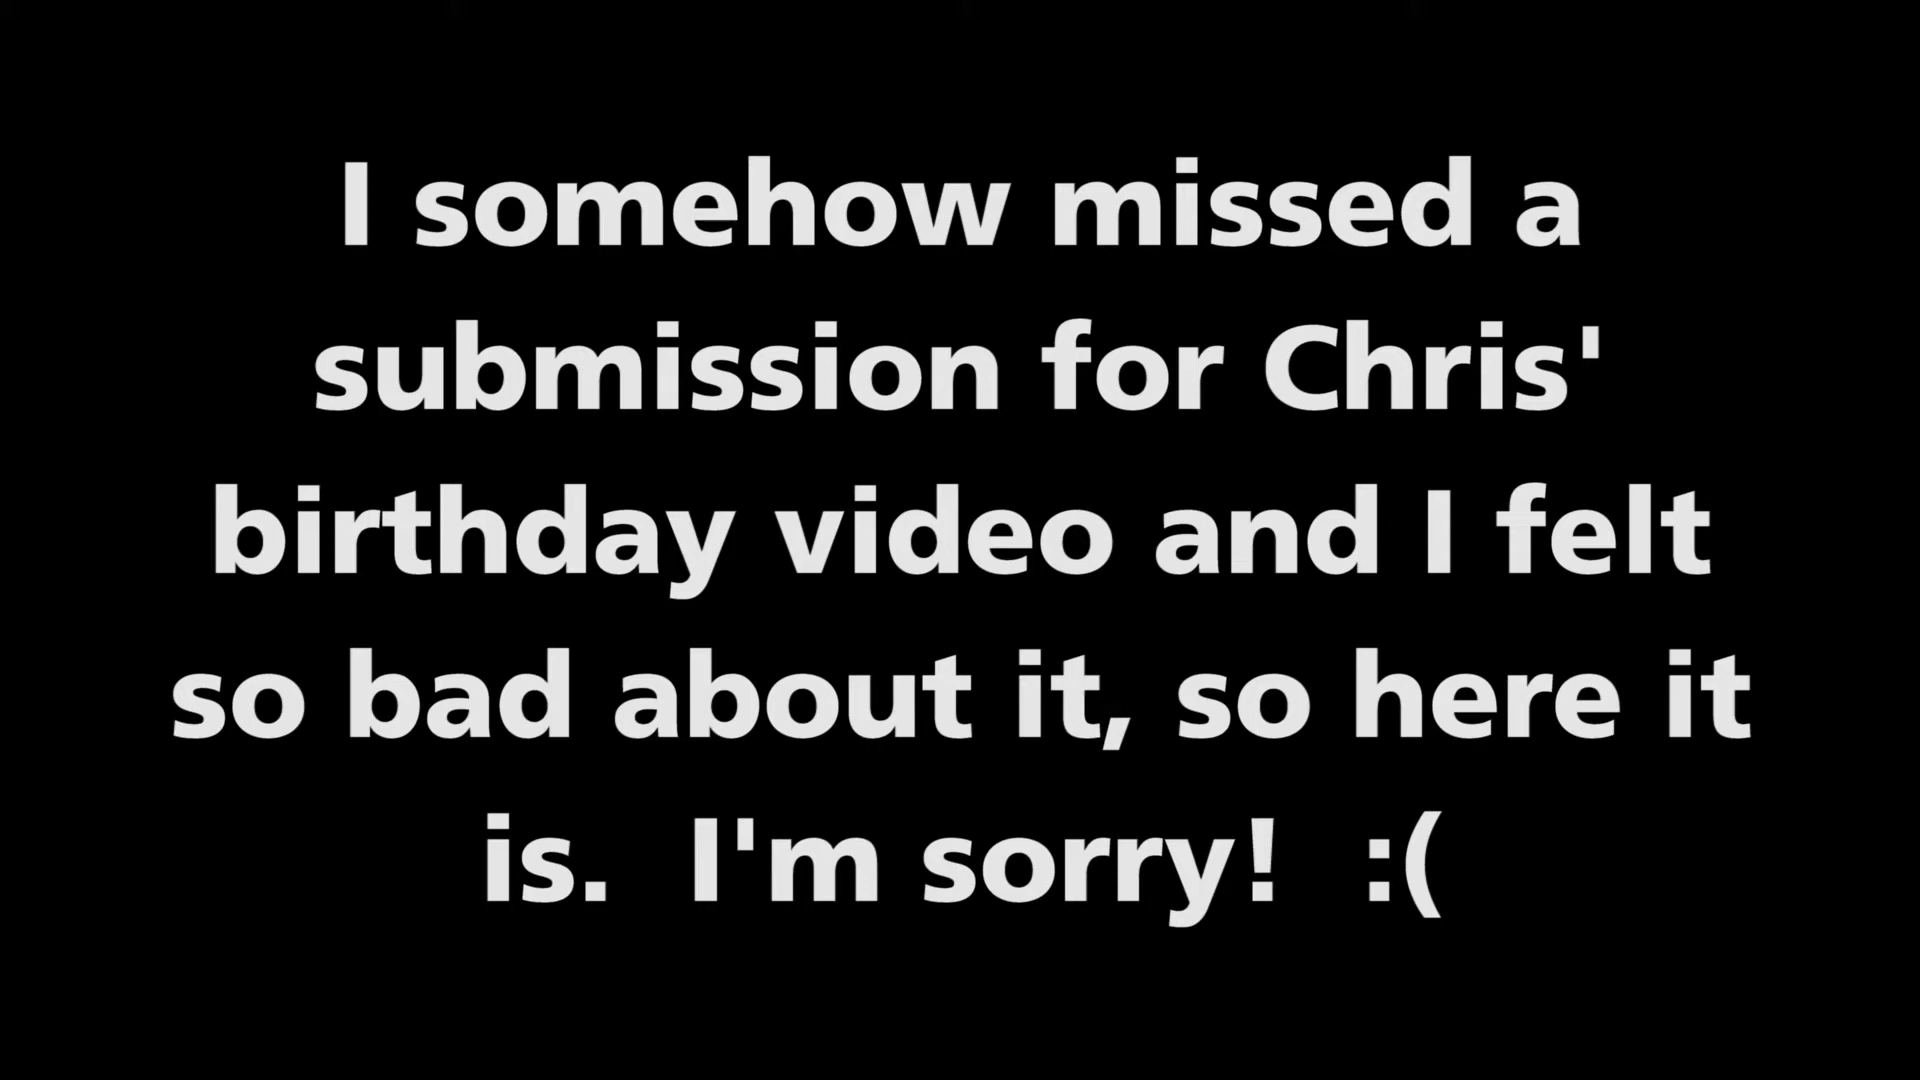 I somehow missed a
submission for Chris'
birthday video and I felt
so bad about it, so here it
is.  I'm sorry!  :(